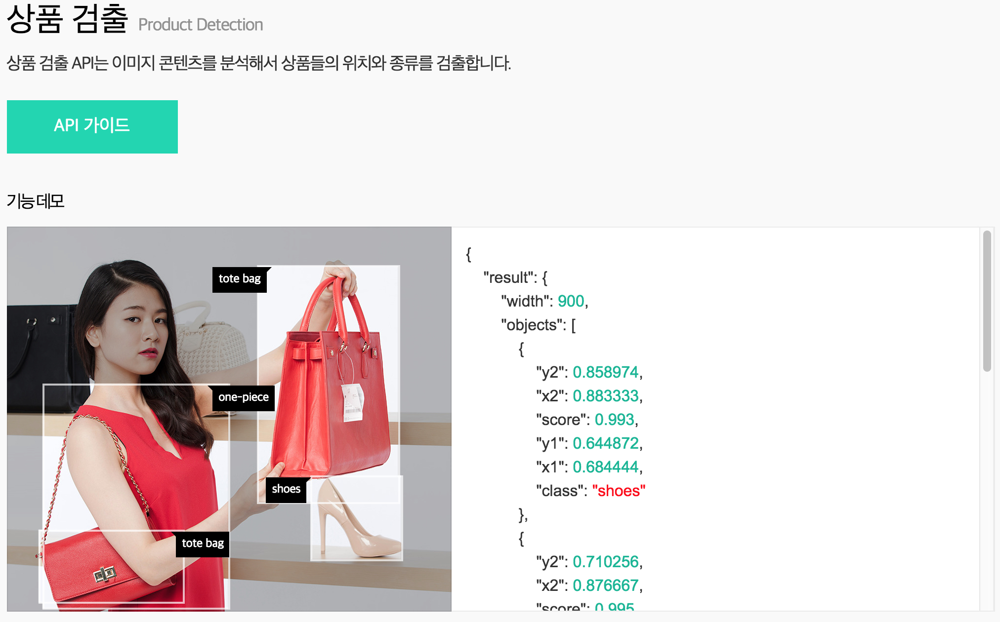 상품 검출 Product Detection
상품 검출 API는 이미지 콘텐츠를 분석해서 상품들의 위치와 종류를 검출합니다.
API 가이드
기능 데모
tote bag
one-piece
shoes
tote bag
{
"result": {
"width": 900,
"objects": [
{
"y2": 0.858974,
"x2": 0.883333,
"score": 0.993,
"y1": 0.644872,
"x1": 0.684444,
"class": "shoes"
},
{
"y2": 0.710256,
"x2": 0.876667,
"score": 0.995